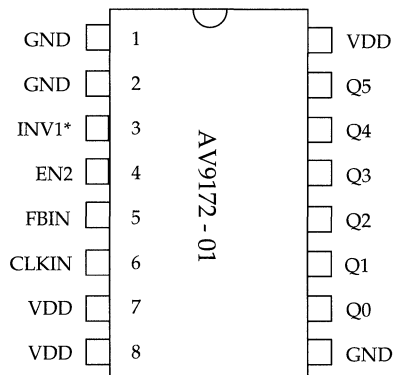 GND 1 VDD
GND 2 Q5
INV1* 3 Q4
EN2 4 Q3
FBIN 5 Q2
CLKIN 6 Q1
VDD 7 Q0
VDD 8 GND
AV9172 - 01